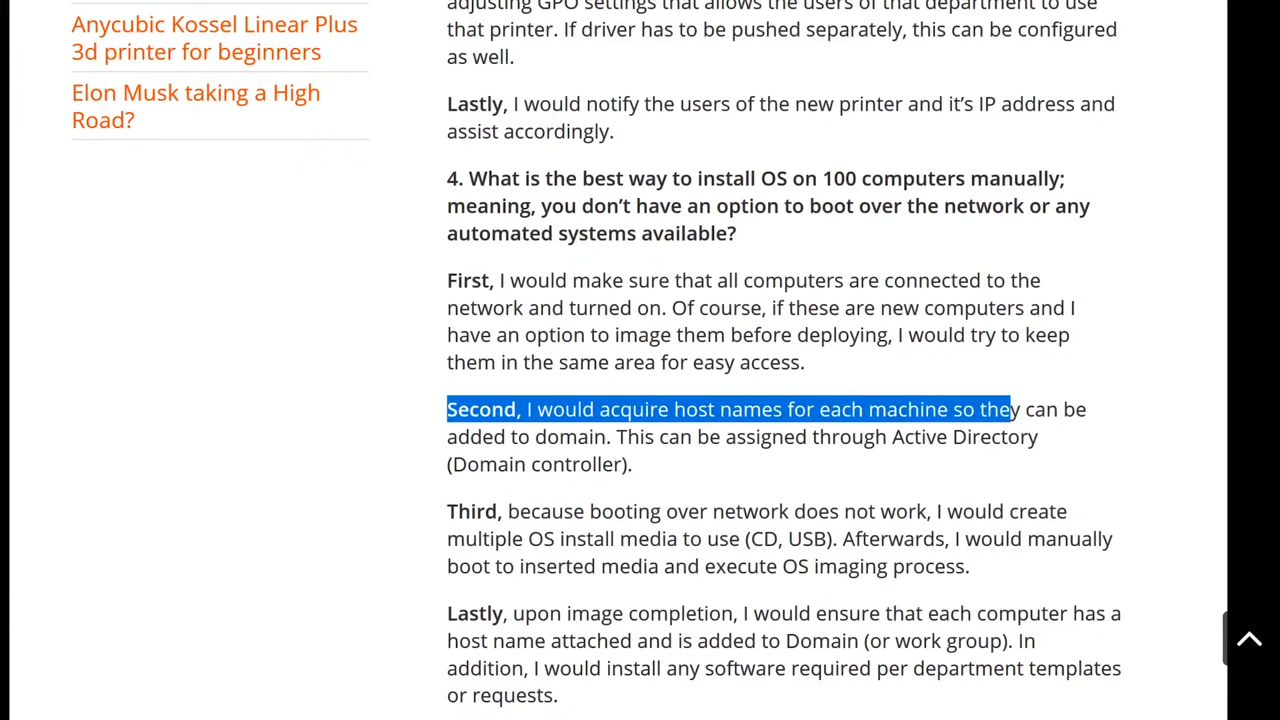 Anycubic Kossel Linear Plus
3d printer for beginners
Elon Musk taking a High
Road?
adjusting GPO settings that allows the users of that department to use
that printer. If driver has to be pushed separately, this can be configured
as well.
Lastly, I would notify the users of the new printer and it’s IP address and
assist accordingly.
4. What is the best way to install OS on 100 computers manually;
meaning, you don’t have an option to boot over the network or any
automated systems available?
First, I would make sure that all computers are connected to the
network and turned on. Of course, if these are new computers and I
have an option to image them before deploying, I would try to keep
them in the same area for easy access.
Second, I would acquire host names for each machine so they can be
added to domain. This can be assigned through Active Directory
(Domain controller).
Third, because booting over network does not work, I would create
multiple OS install media to use (CD, USB). Afterwards, I would manually
boot to inserted media and execute OS imaging process.
Lastly, upon image completion, I would ensure that each computer has a
host name attached and is added to Domain (or work group). In
addition, I would install any software required per department templates
or requests.